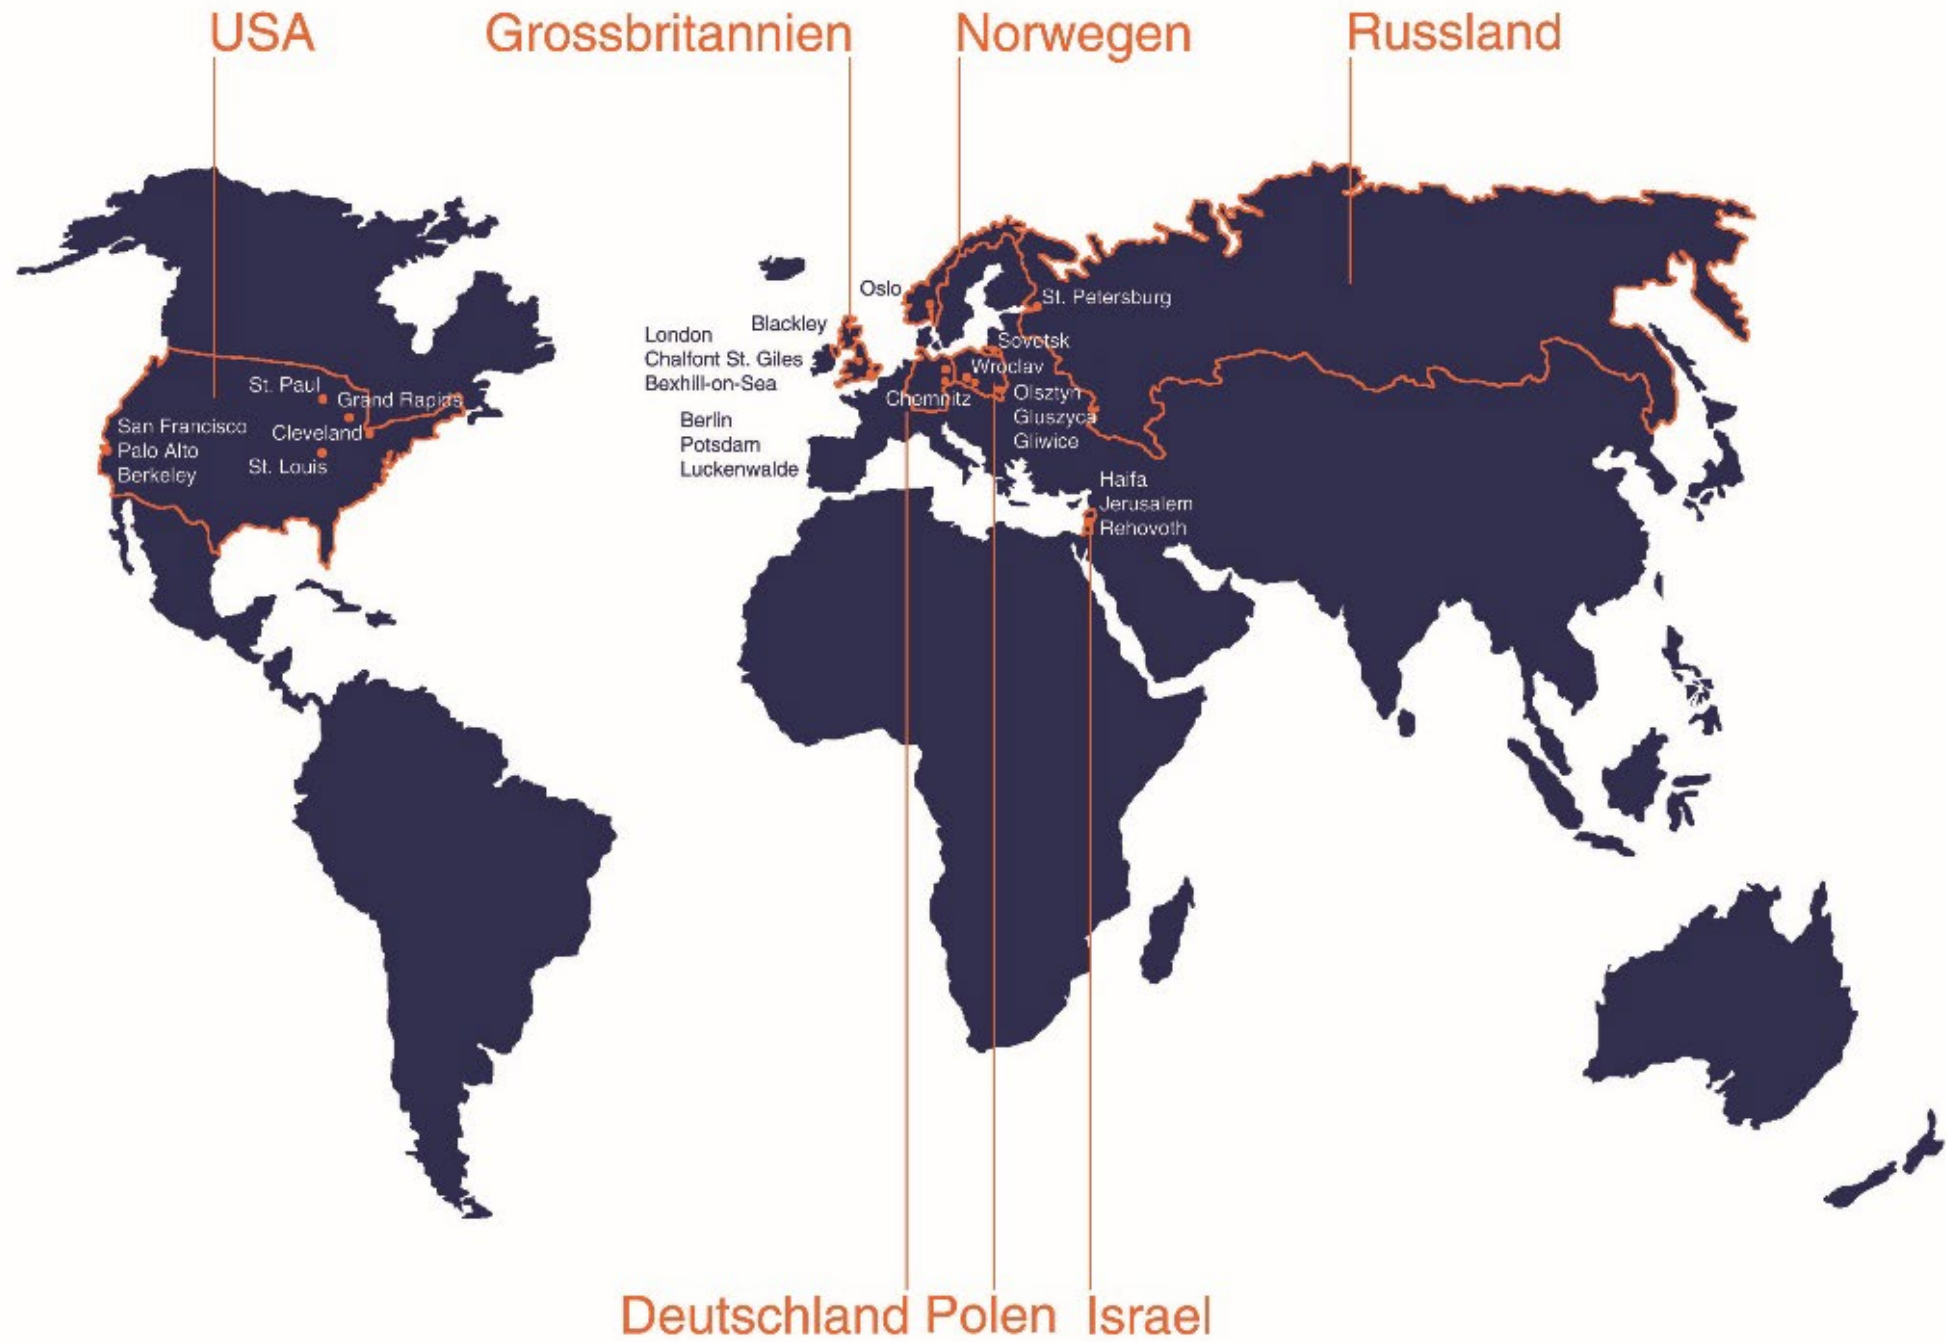 USA
Grossbritannien
Norwegen
Russland
Oslo
St. Petersburg
Blackley
London
Chalfont St. Giles
Bexhill-on-Sea
Sovetsk
Wroclav
Chemnitz
Olsztyn
Gluszyca
Gliwice
Berlin
Potsdam
Luckenwalde
St. Paul
Grand Rapids
San Francisco
Palo Alto
Berkeley
Cleveland
St. Louis
Haifa
Jerusalem
Rehovoth
Deutschland
Polen
Israel